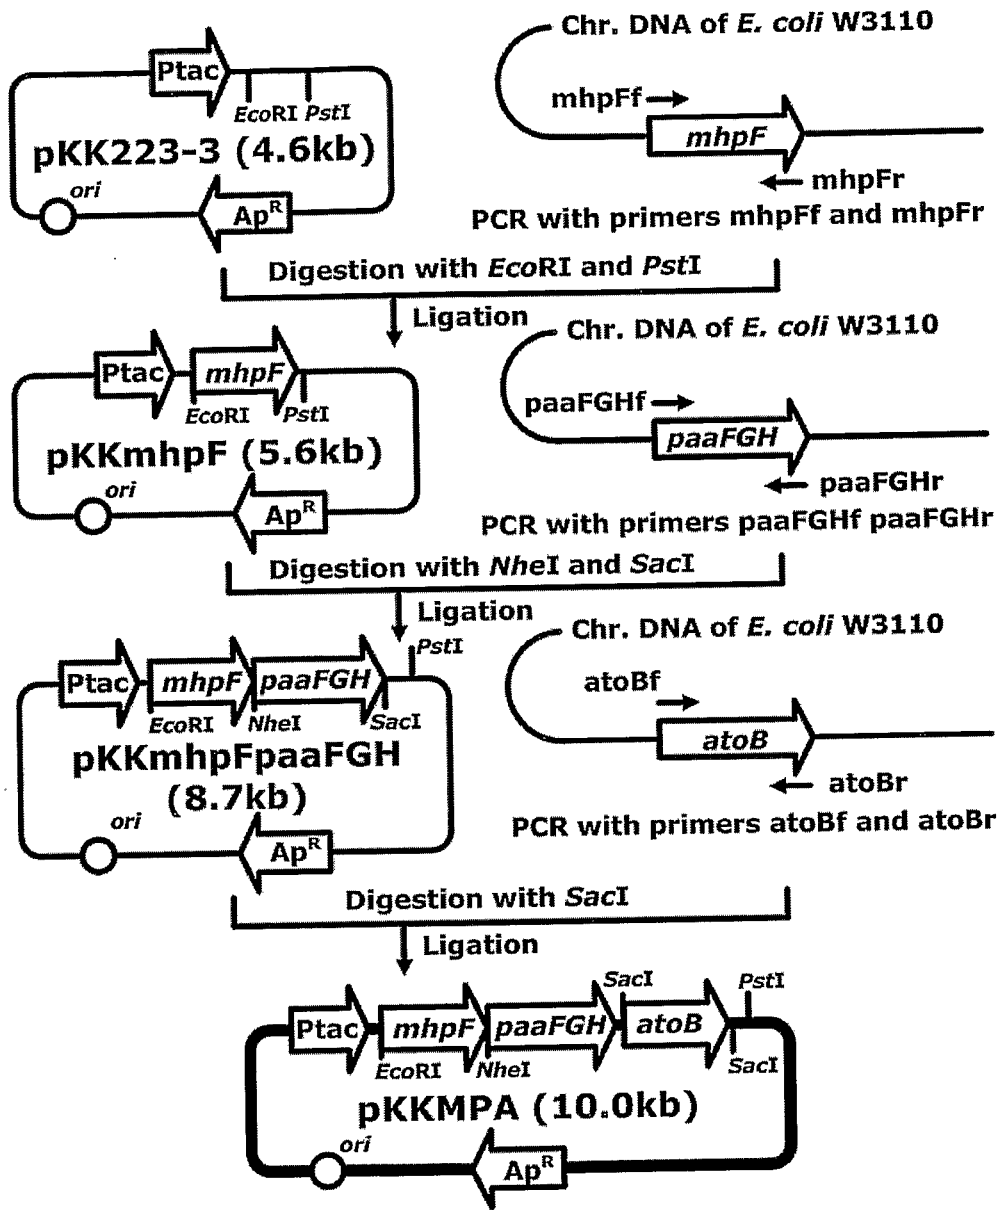 Chr. DNA of E. coli W3110
Ptac
EcoRI PstI
mhpFf
mhpF
pKK223-3 (4.6kb)
mhpFr
ori
ApR
PCR with primers mhpFf and mhpFr
Digestion with EcoRI and PstI
Ligation
Chr. DNA of E. coli W3110
Ptac
mhpF
EcoRI
PstI
paaFGHf
paaFGH
pKKmhpF (5.6kb)
paaFGHr
ori
ApR
PCR with primers paaFGHf paaFGHr
Digestion with NheI and SacI
Ligation
Chr. DNA of E. coli W3110
PstI
Ptac
mhpF
paaFGH
EcoRI
NheI
SacI
atoBf
atoB
pKKmhpFpaaFGH
(8.7kb)
atoBr
ori
ApR
PCR with primers atoBf and atoBr
Digestion with SacI
Ligation
SacI
PstI
Ptac
mhpF
paaFGH
atoB
EcoRI
NheI
SacI
pKKMPA (10.0kb)
ori
ApR